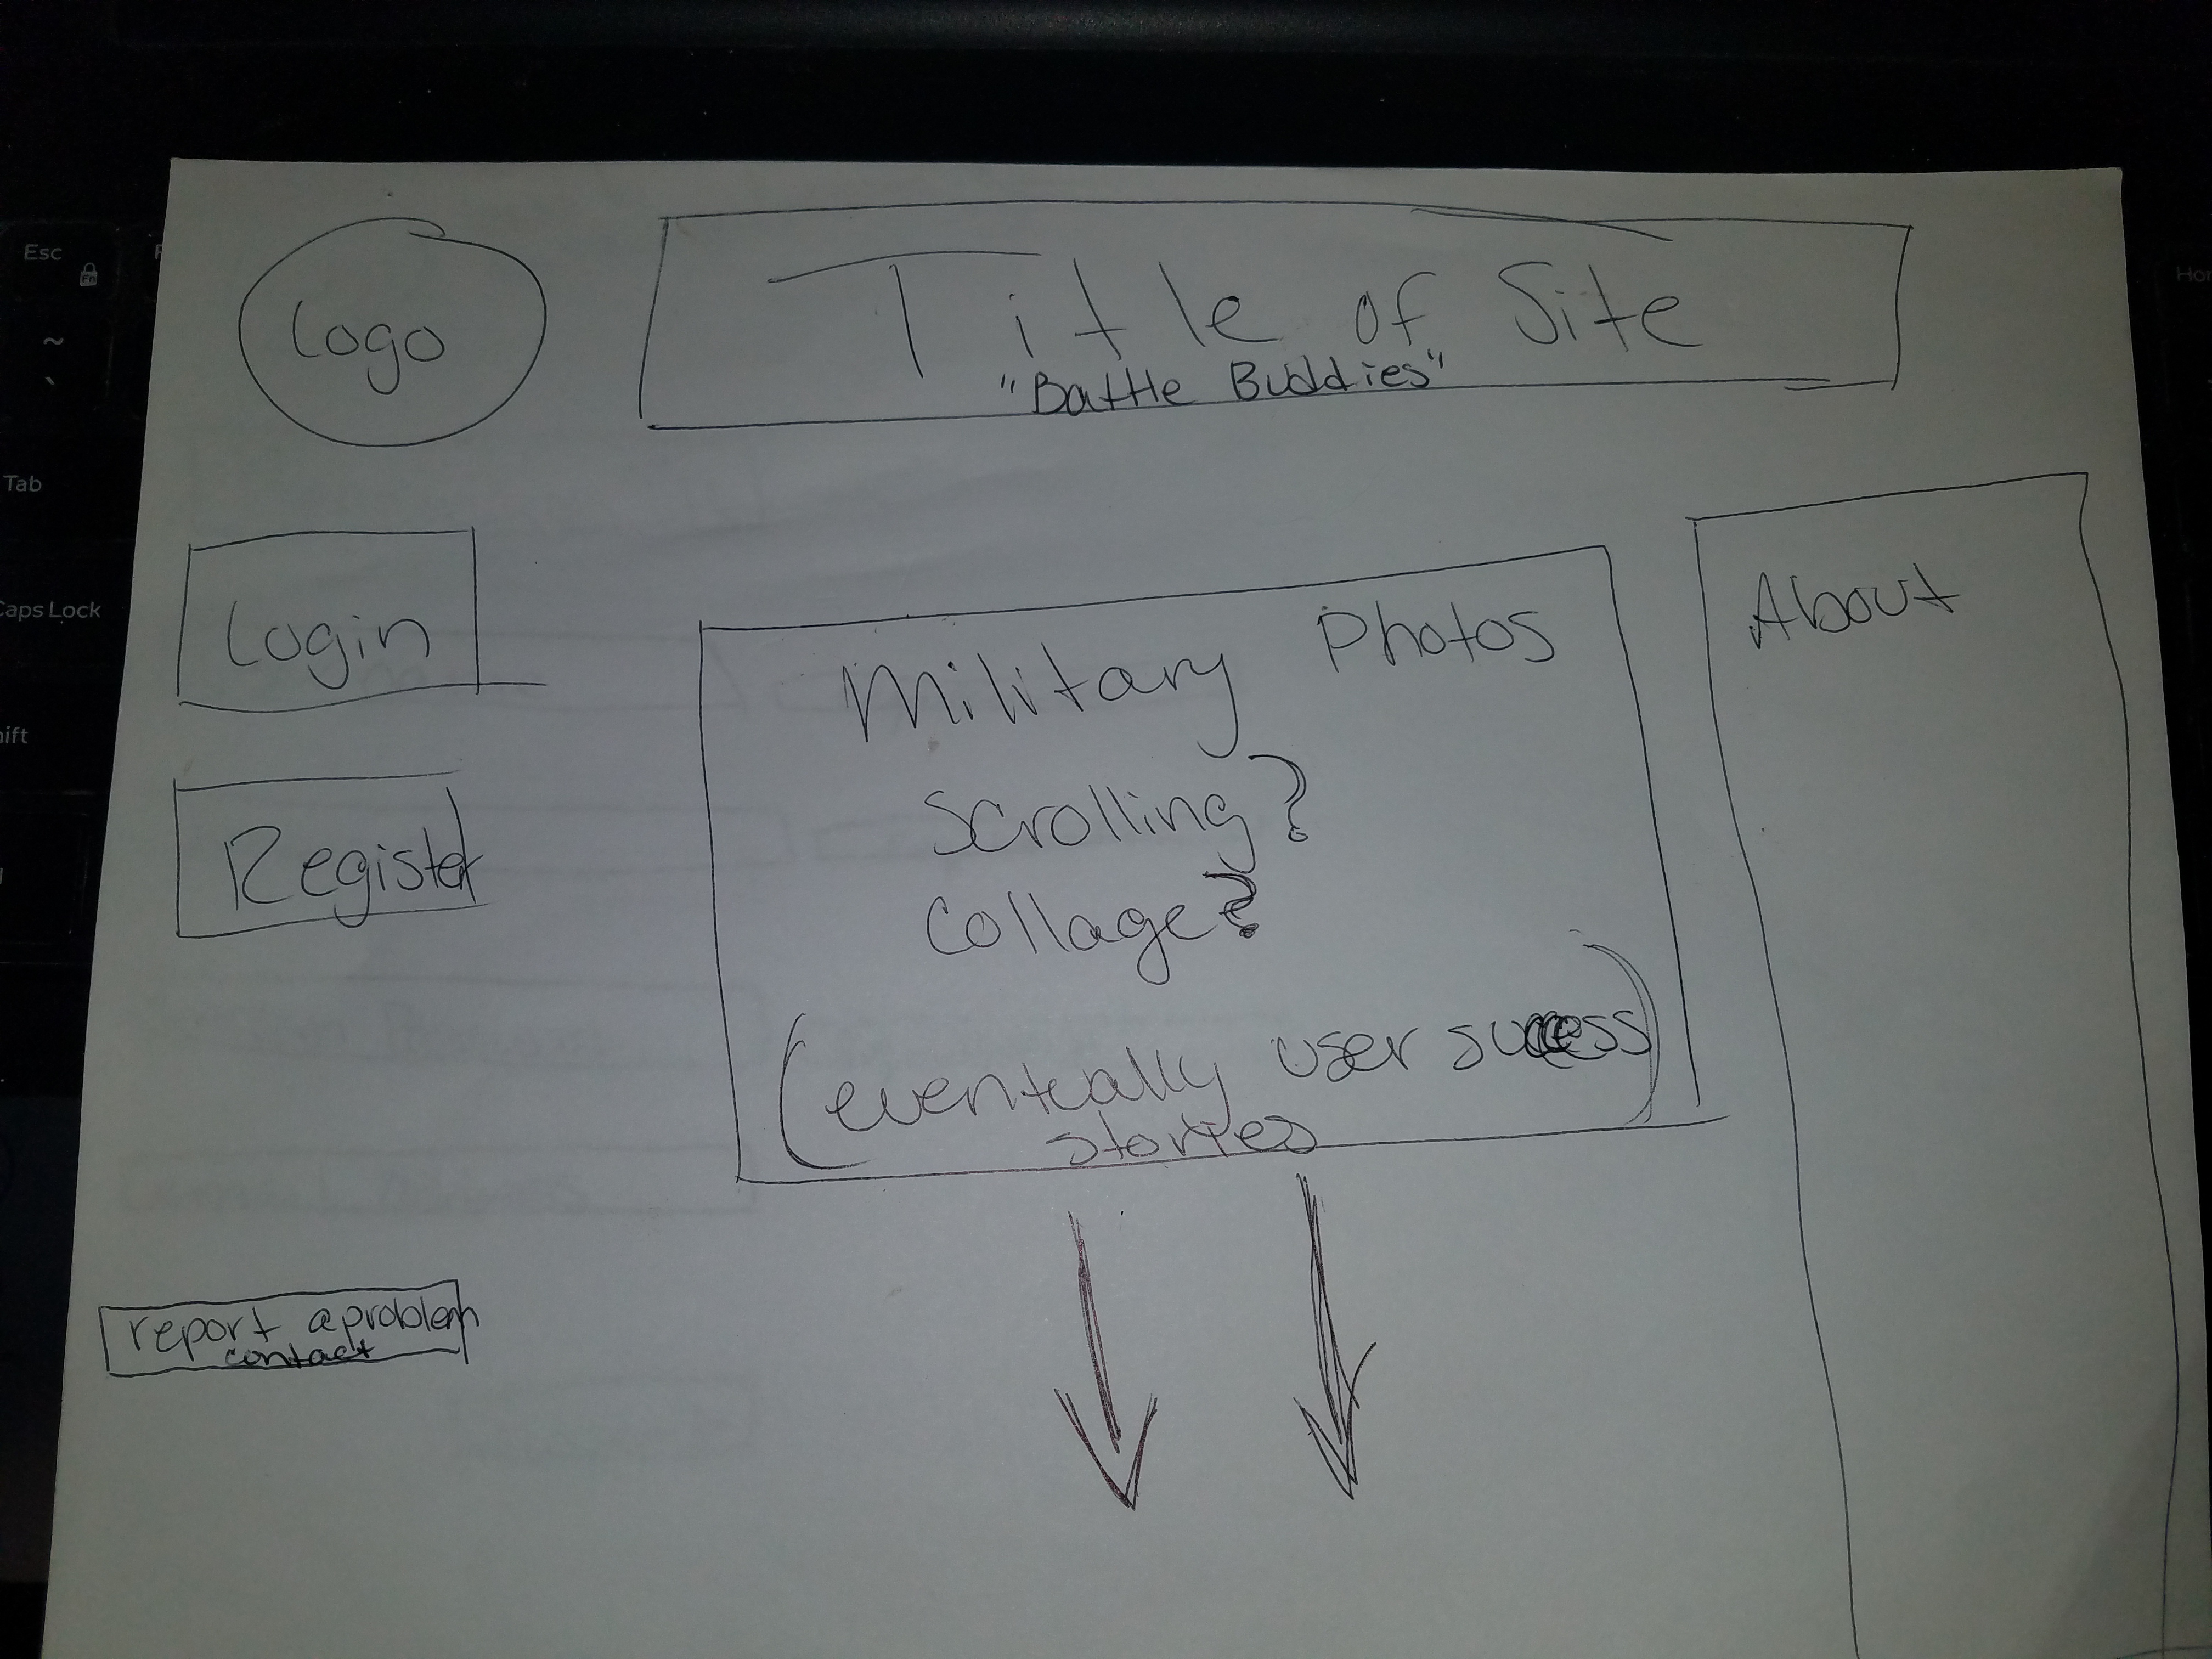 Logo
Title of Site
"Battle Buddies"
Login
Register
report a problem
contact
Military photos
scrolling?
collage?
(eventually user success
stories)
About
Esc
Fn
~
`
Tab
Caps Lock